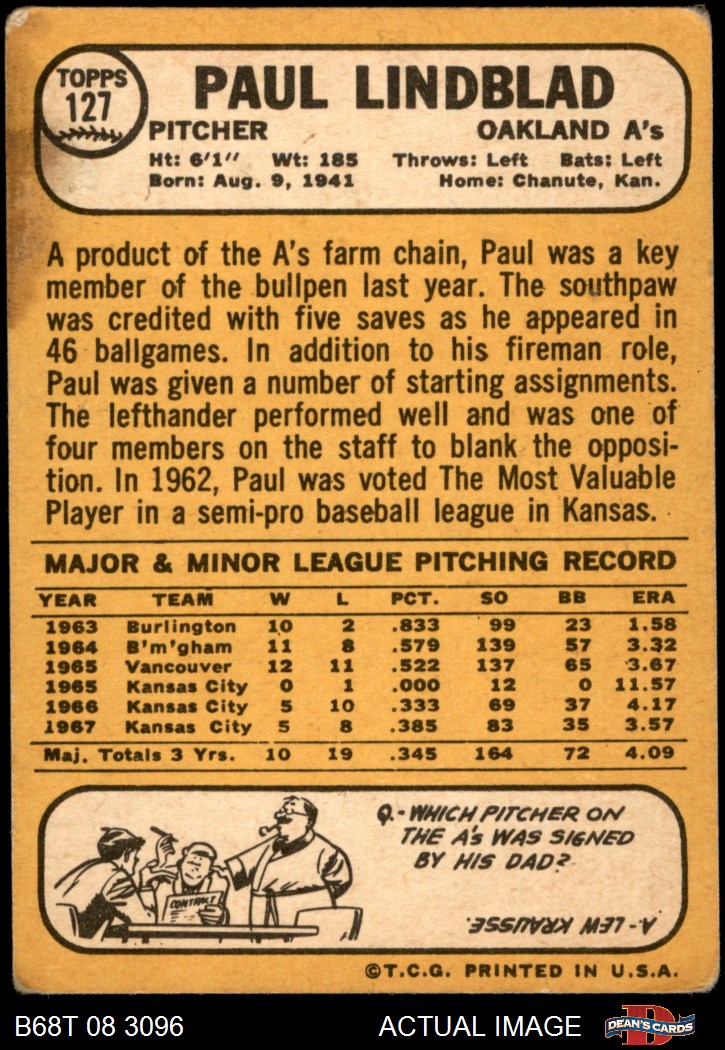 TOPPS
127
PAUL LINDBLAD
PITCHER OAKLAND A's
Ht: 6'1" Wt: 185 Throws: Left Bats: Left
Born: Aug. 9, 1941 Home: Chanute, Kan.
A product of the A's farm chain, Paul was a key
member of the bullpen last year. The southpaw
was credited with five saves as he appeared in
46 ballgames. In addition to his fireman role,
Paul was given a number of starting assignments.
The lefthander performed well and was one of
four members on the staff to blank the opposi-
tion. In 1962, Paul was voted The Most Valuable
Player in a semi-pro baseball league in Kansas.
MAJOR & MINOR LEAGUE PITCHING RECORD
YEAR TEAM W L PCT. SO BB ERA
1963 Burlington 10 2 .833 99 23 1.58
1964 B'm'gham 11 8 .579 139 57 3.32
1965 Vancouver 12 11 .522 137 65 3.67
1965 Kansas City 0 1 .000 12 0 11.57
1966 Kansas City 5 10 .333 69 37 4.17
1967 Kansas City 5 8 .385 83 35 3.57
Maj. Totals 3 Yrs. 10 19 .345 164 72 4.09
Q.-WHICH PITCHER ON
THE A's WAS SIGNED
BY HIS DAD?
CONTRACT
A-LEW KRAUSSE.
©T.C.G. PRINTED IN U.S.A.
B68T 08 3096 ACTUAL IMAGE DEAN'S CARDS